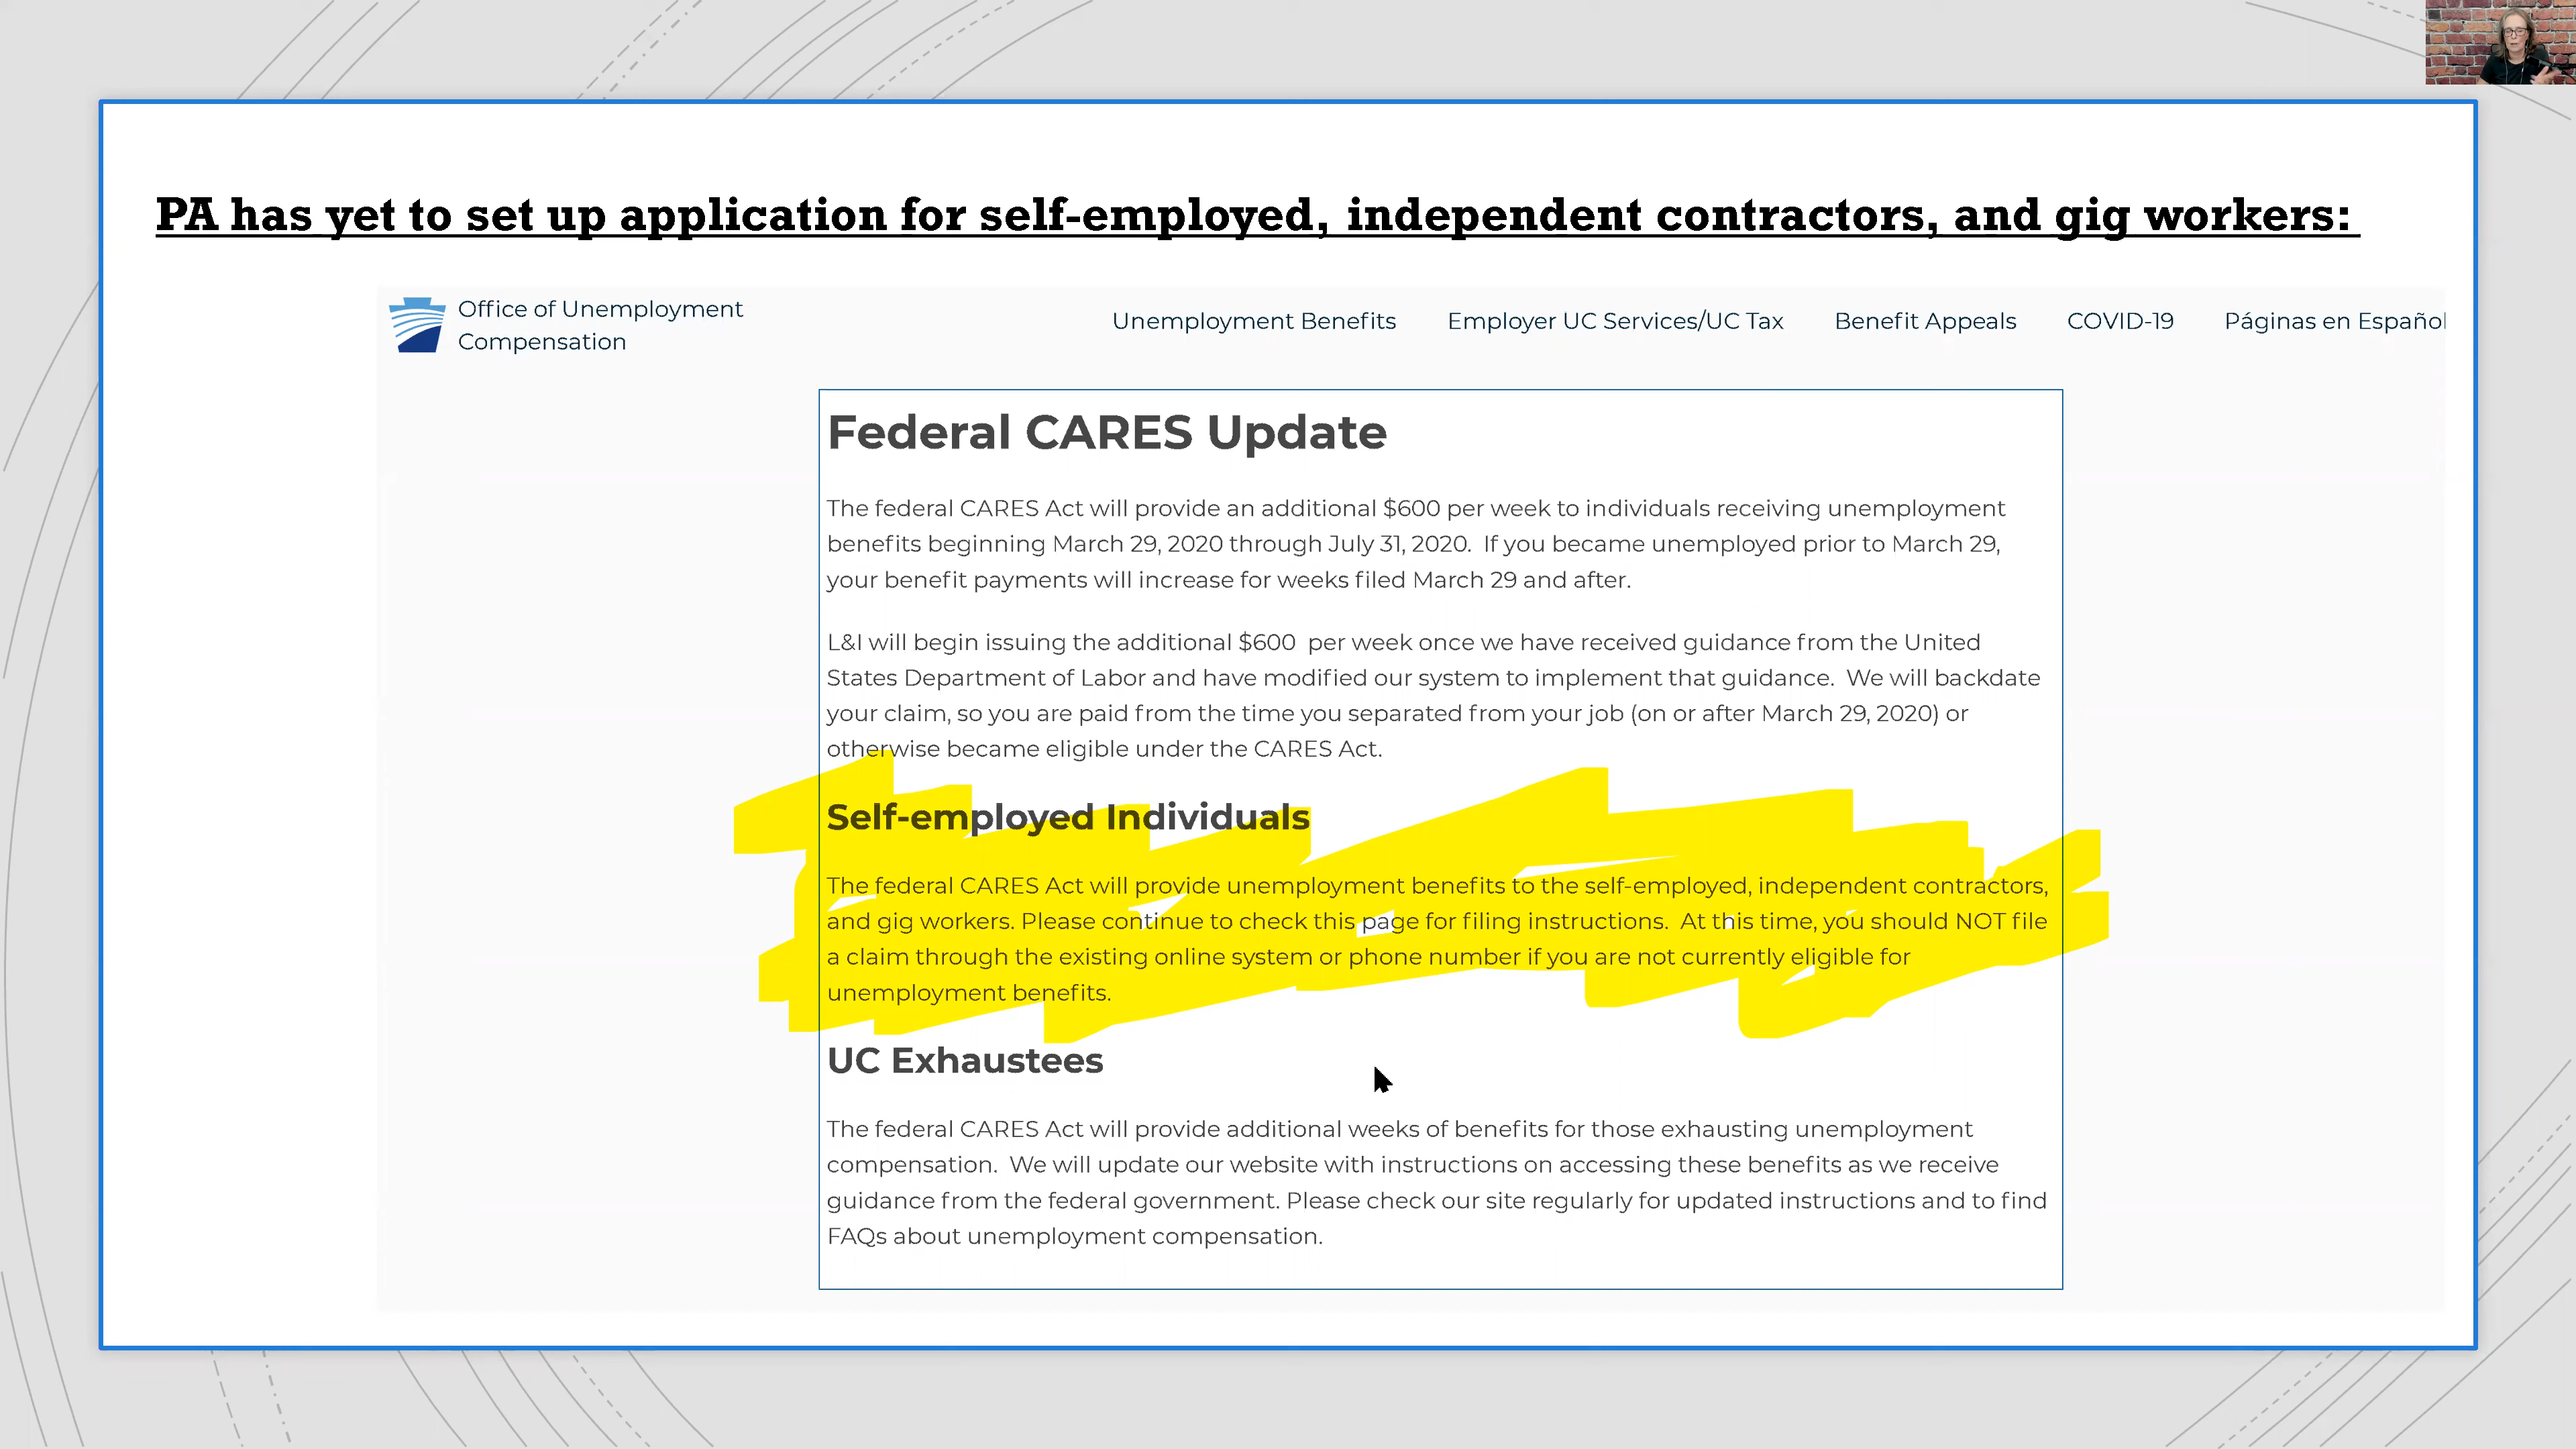 PA has yet to set up application for self-employed, independent contractors, and gig workers:
Office of Unemployment
Compensation
Unemployment Benefits Employer UC Services/UC Tax Benefit Appeals COVID-19 Páginas en Español
Federal CARES Update
The federal CARES Act will provide an additional $600 per week to individuals receiving unemployment
benefits beginning March 29, 2020 through July 31, 2020.  If you became unemployed prior to March 29,
your benefit payments will increase for weeks filed March 29 and after.
L&I will begin issuing the additional $600  per week once we have received guidance from the United
States Department of Labor and have modified our system to implement that guidance.  We will backdate
your claim, so you are paid from the time you separated from your job (on or after March 29, 2020) or
otherwise became eligible under the CARES Act.
Self-employed Individuals
The federal CARES Act will provide unemployment benefits to the self-employed, independent contractors,
and gig workers. Please continue to check this page for filing instructions.  At this time, you should NOT file
a claim through the existing online system or phone number if you are not currently eligible for
unemployment benefits.
UC Exhaustees
The federal CARES Act will provide additional weeks of benefits for those exhausting unemployment
compensation.  We will update our website with instructions on accessing these benefits as we receive
guidance from the federal government. Please check our site regularly for updated instructions and to find
FAQs about unemployment compensation.